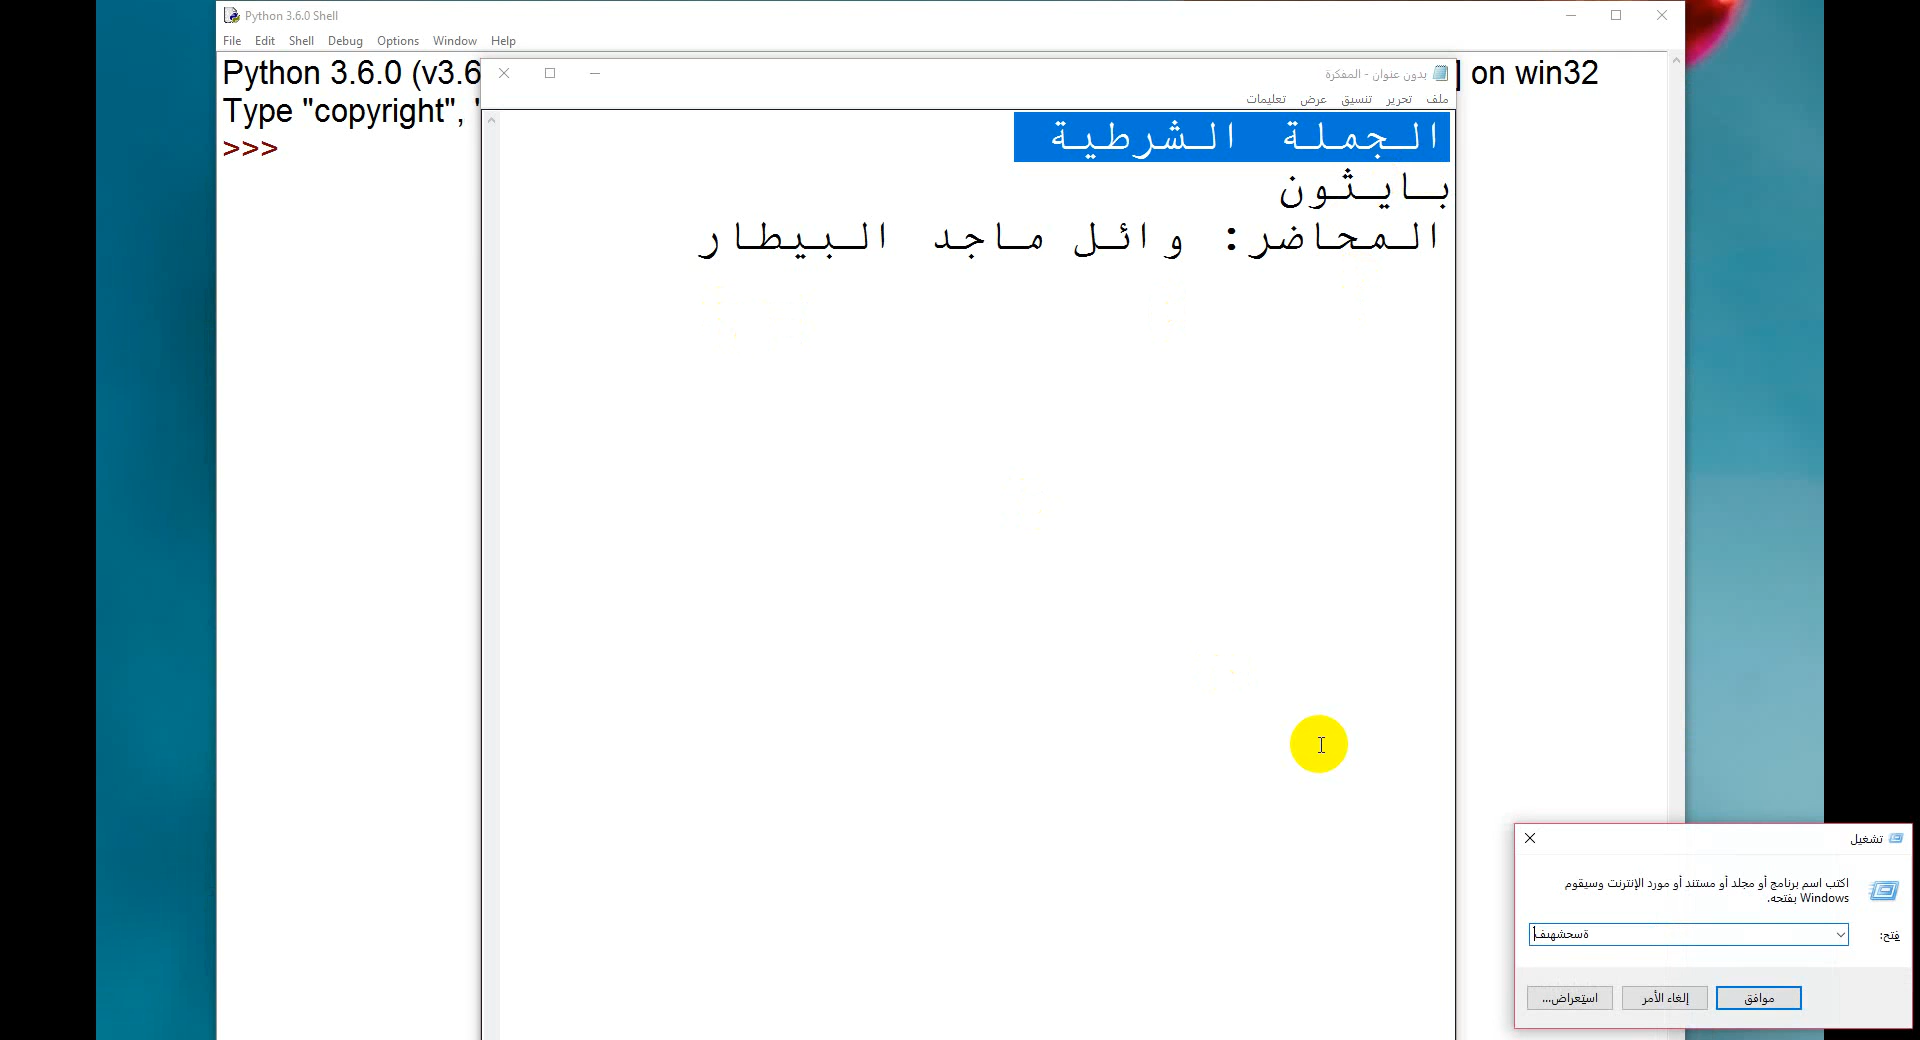 Python 3.6.0 Shell
File Edit Shell Debug Options Window Help
Python 3.6.0 (v3.6
] on win32
Type "copyright", "
>>>
بدون عنوان - المفكرة
ملف تحرير تنسيق عرض تعليمات
الجملة الشرطية
بايثون
المحاضر: وائل ماجد البيطار
تشغيل
اكتب اسم برنامج أو مجلد أو مستند أو مورد الإنترنت وسيقوم
Windows بفتحه.
فتح:
ةسحشهىف
موافق
إلغاء الأمر
استعراض...